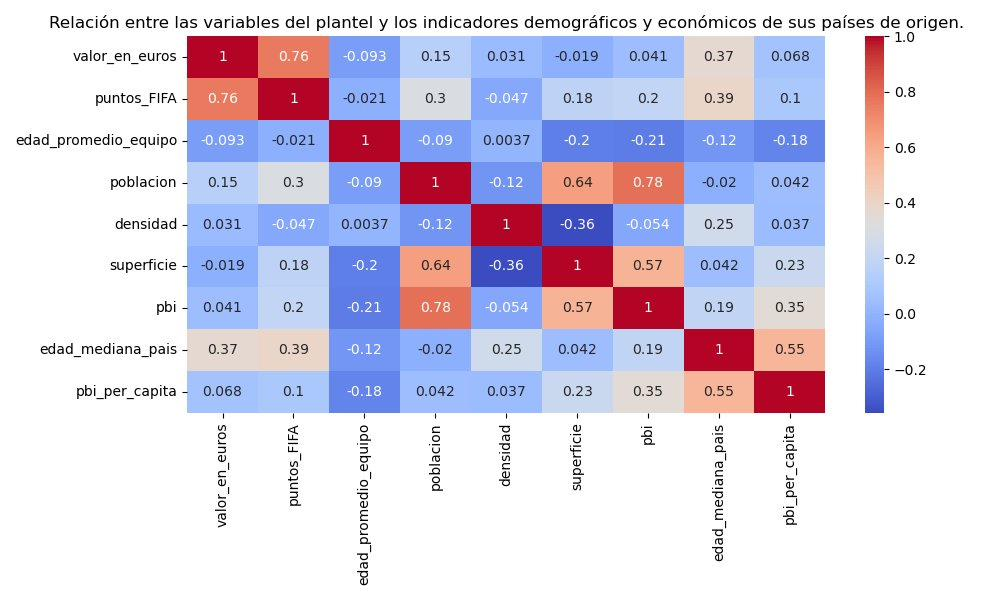 Relación entre las variables del plantel y los indicadores demográficos y económicos de sus países de origen.
valor_en_euros 1 0.76 -0.093 0.15 0.031 -0.019 0.041 0.37 0.068
puntos_FIFA 0.76 1 -0.021 0.3 -0.047 0.18 0.2 0.39 0.1
edad_promedio_equipo -0.093 -0.021 1 -0.09 0.0037 -0.2 -0.21 -0.12 -0.18
poblacion 0.15 0.3 -0.09 1 -0.12 0.64 0.78 -0.02 0.042
densidad 0.031 -0.047 0.0037 -0.12 1 -0.36 -0.054 0.25 0.037
superficie -0.019 0.18 -0.2 0.64 -0.36 1 0.57 0.042 0.23
pbi 0.041 0.2 -0.21 0.78 -0.054 0.57 1 0.19 0.35
edad_mediana_pais 0.37 0.39 -0.12 -0.02 0.25 0.042 0.19 1 0.55
pbi_per_capita 0.068 0.1 -0.18 0.042 0.037 0.23 0.35 0.55 1
valor_en_euros
puntos_FIFA
edad_promedio_equipo
poblacion
densidad
superficie
pbi
edad_mediana_pais
pbi_per_capita
1.0
0.8
0.6
0.4
0.2
0.0
−0.2